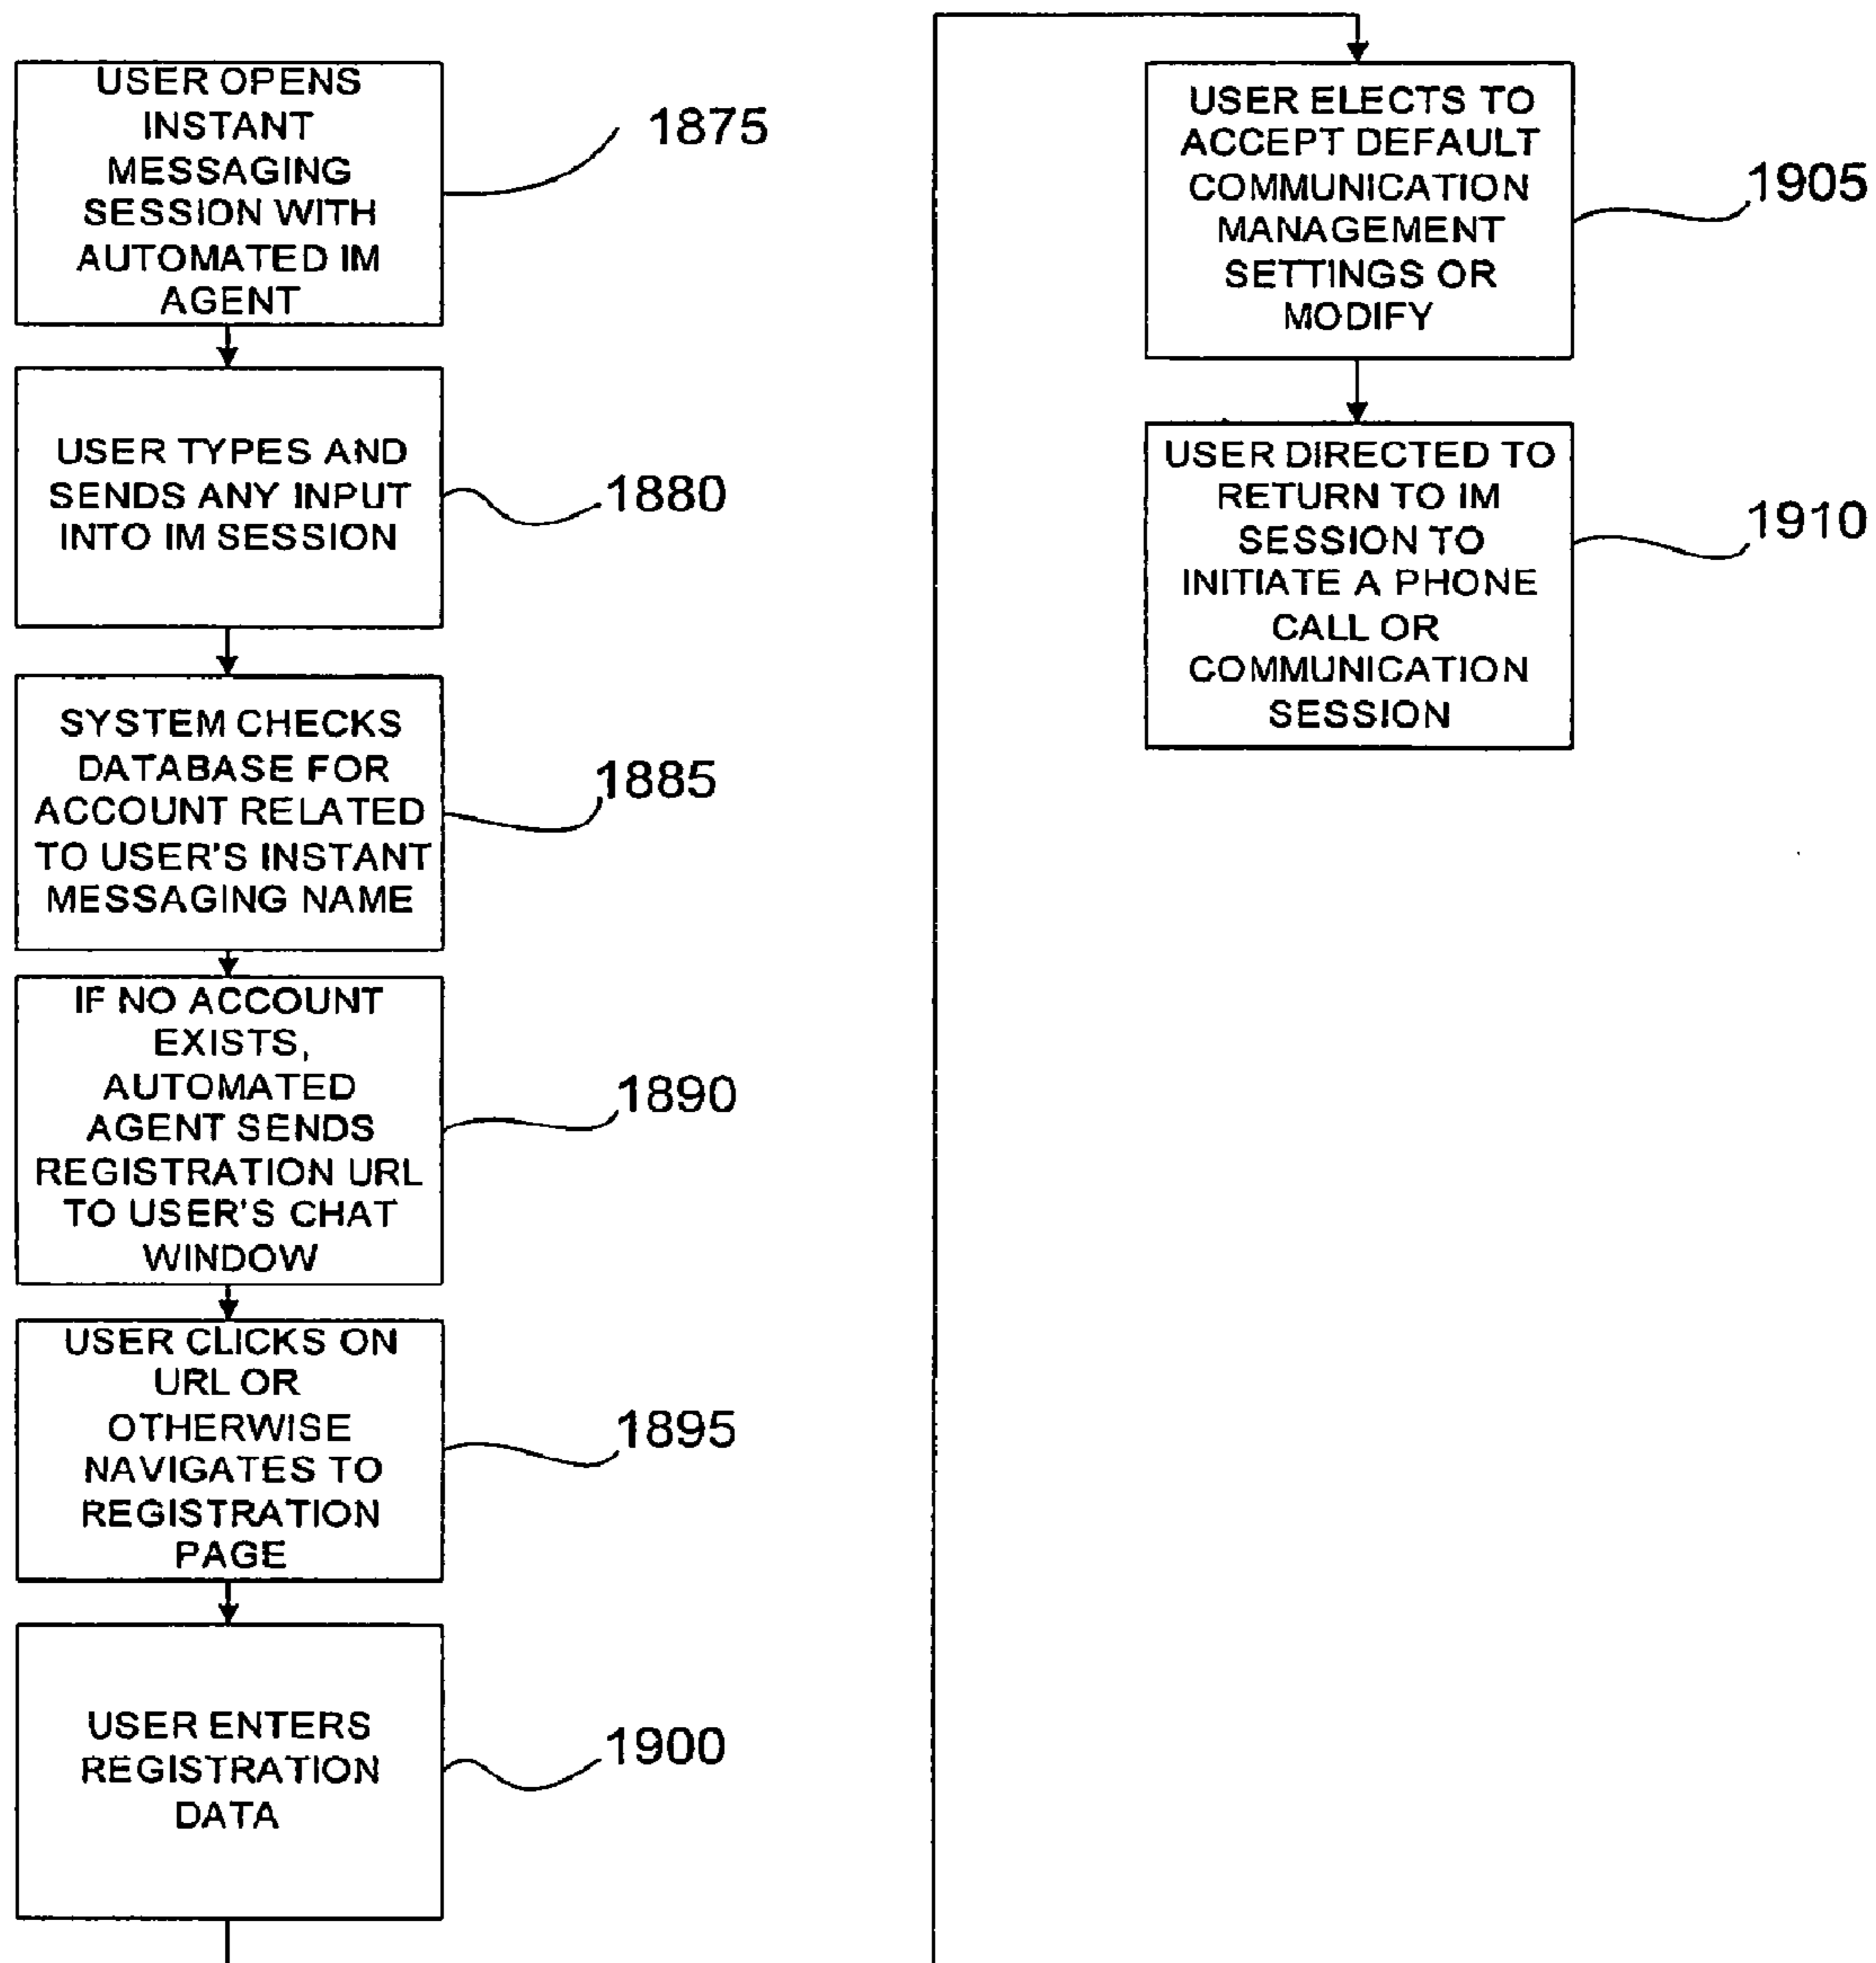 USER OPENS
INSTANT
MESSAGING
SESSION WITH
AUTOMATED IM
AGENT
1875
USER TYPES AND
SENDS ANY INPUT
INTO IM SESSION
1880
SYSTEM CHECKS
DATABASE FOR
ACCOUNT RELATED
TO USER'S INSTANT
MESSAGING NAME
1885
IF NO ACCOUNT
EXISTS,
AUTOMATED
AGENT SENDS
REGISTRATION URL
TO USER'S CHAT
WINDOW
1890
USER CLICKS ON
URL OR
OTHERWISE
NAVIGATES TO
REGISTRATION
PAGE
1895
USER ENTERS
REGISTRATION
DATA
1900
USER ELECTS TO
ACCEPT DEFAULT
COMMUNICATION
MANAGEMENT
SETTINGS OR
MODIFY
1905
USER DIRECTED TO
RETURN TO IM
SESSION TO
INITIATE A PHONE
CALL OR
COMMUNICATION
SESSION
1910